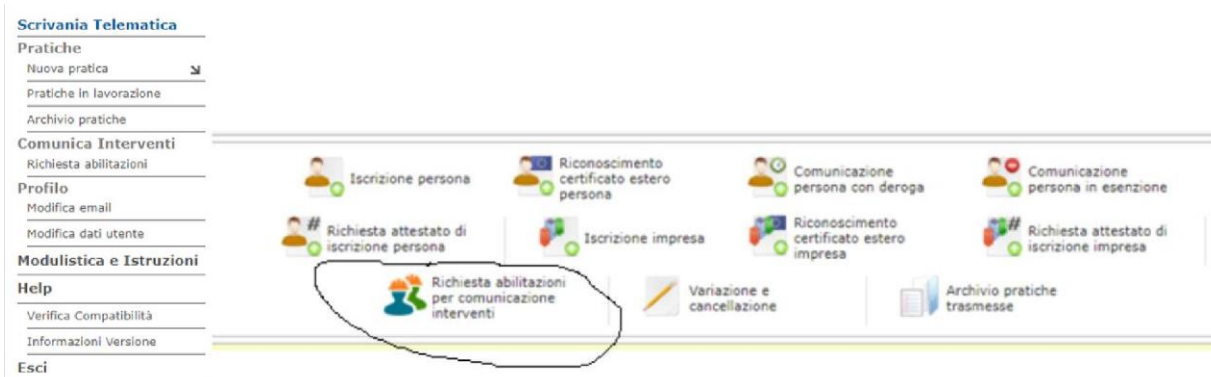 Scrivania Telematica
Pratiche
Nuova pratica
Pratiche in lavorazione
Archivio pratiche
Comunica Interventi
Richiesta abilitazioni
Profilo
Modifica email
Modifica dati utente
Modulistica e Istruzioni
Help
Verifica Compatibilità
Informazioni Versione
Esci
Iscrizione persona
Riconoscimento
certificato estero
persona
Comunicazione
persona con deroga
Comunicazione
persona in esenzione
#
Richiesta attestato di
iscrizione persona
Iscrizione impresa
Riconoscimento
certificato estero
impresa
#
Richiesta attestato di
iscrizione impresa
Richiesta abilitazioni
per comunicazione
interventi
Variazione e
cancellazione
Archivio pratiche
trasmesse